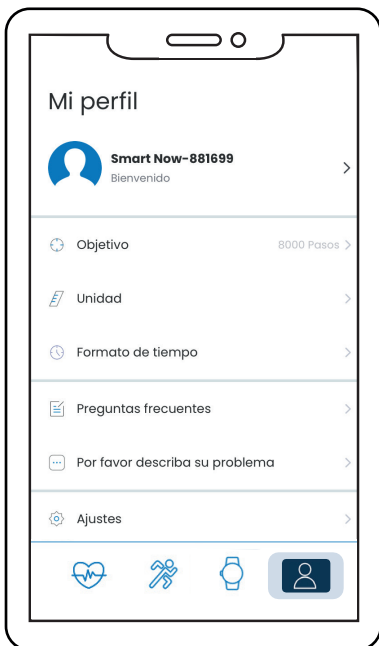 Mi perfil
Smart Now-881699
Bienvenido
Objetivo
8000 Pasos
Unidad
Formato de tiempo
Preguntas frecuentes
Por favor describa su problema
Ajustes